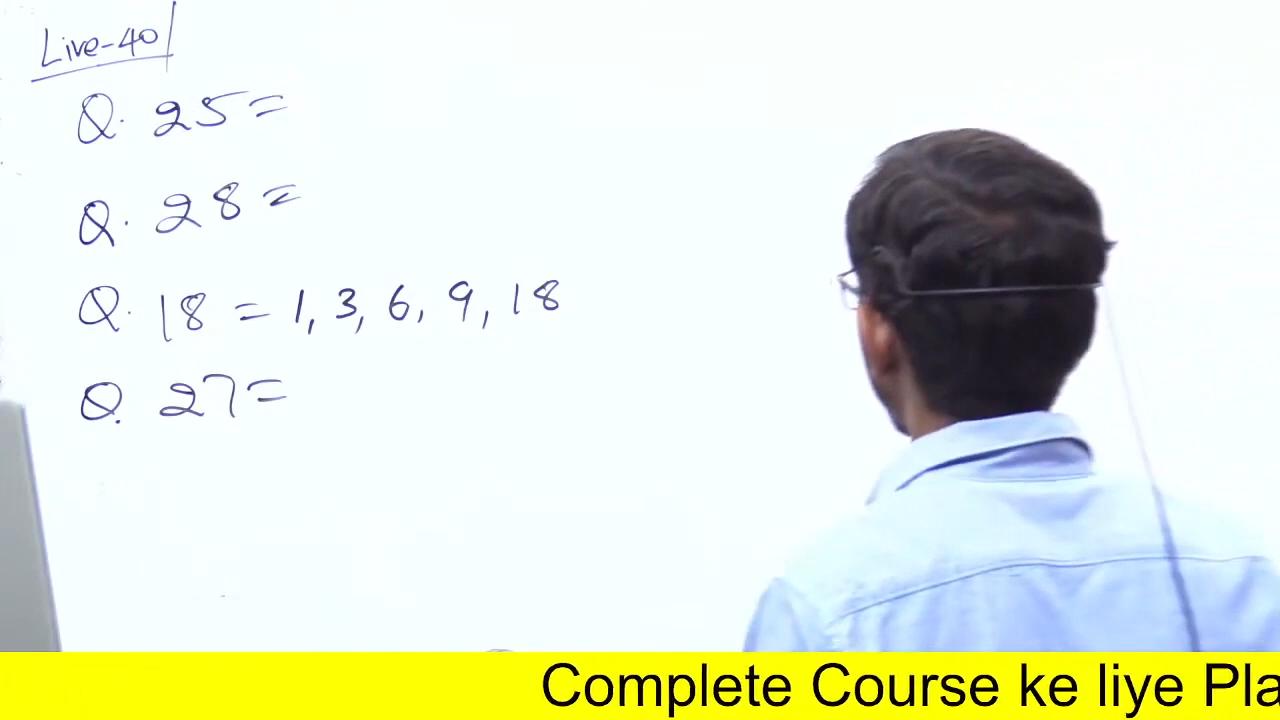 Live-40
Q. 25=
Q. 28=
Q. 18 = 1, 3, 6, 9, 18
Q. 27=
Complete Course ke liye Pla